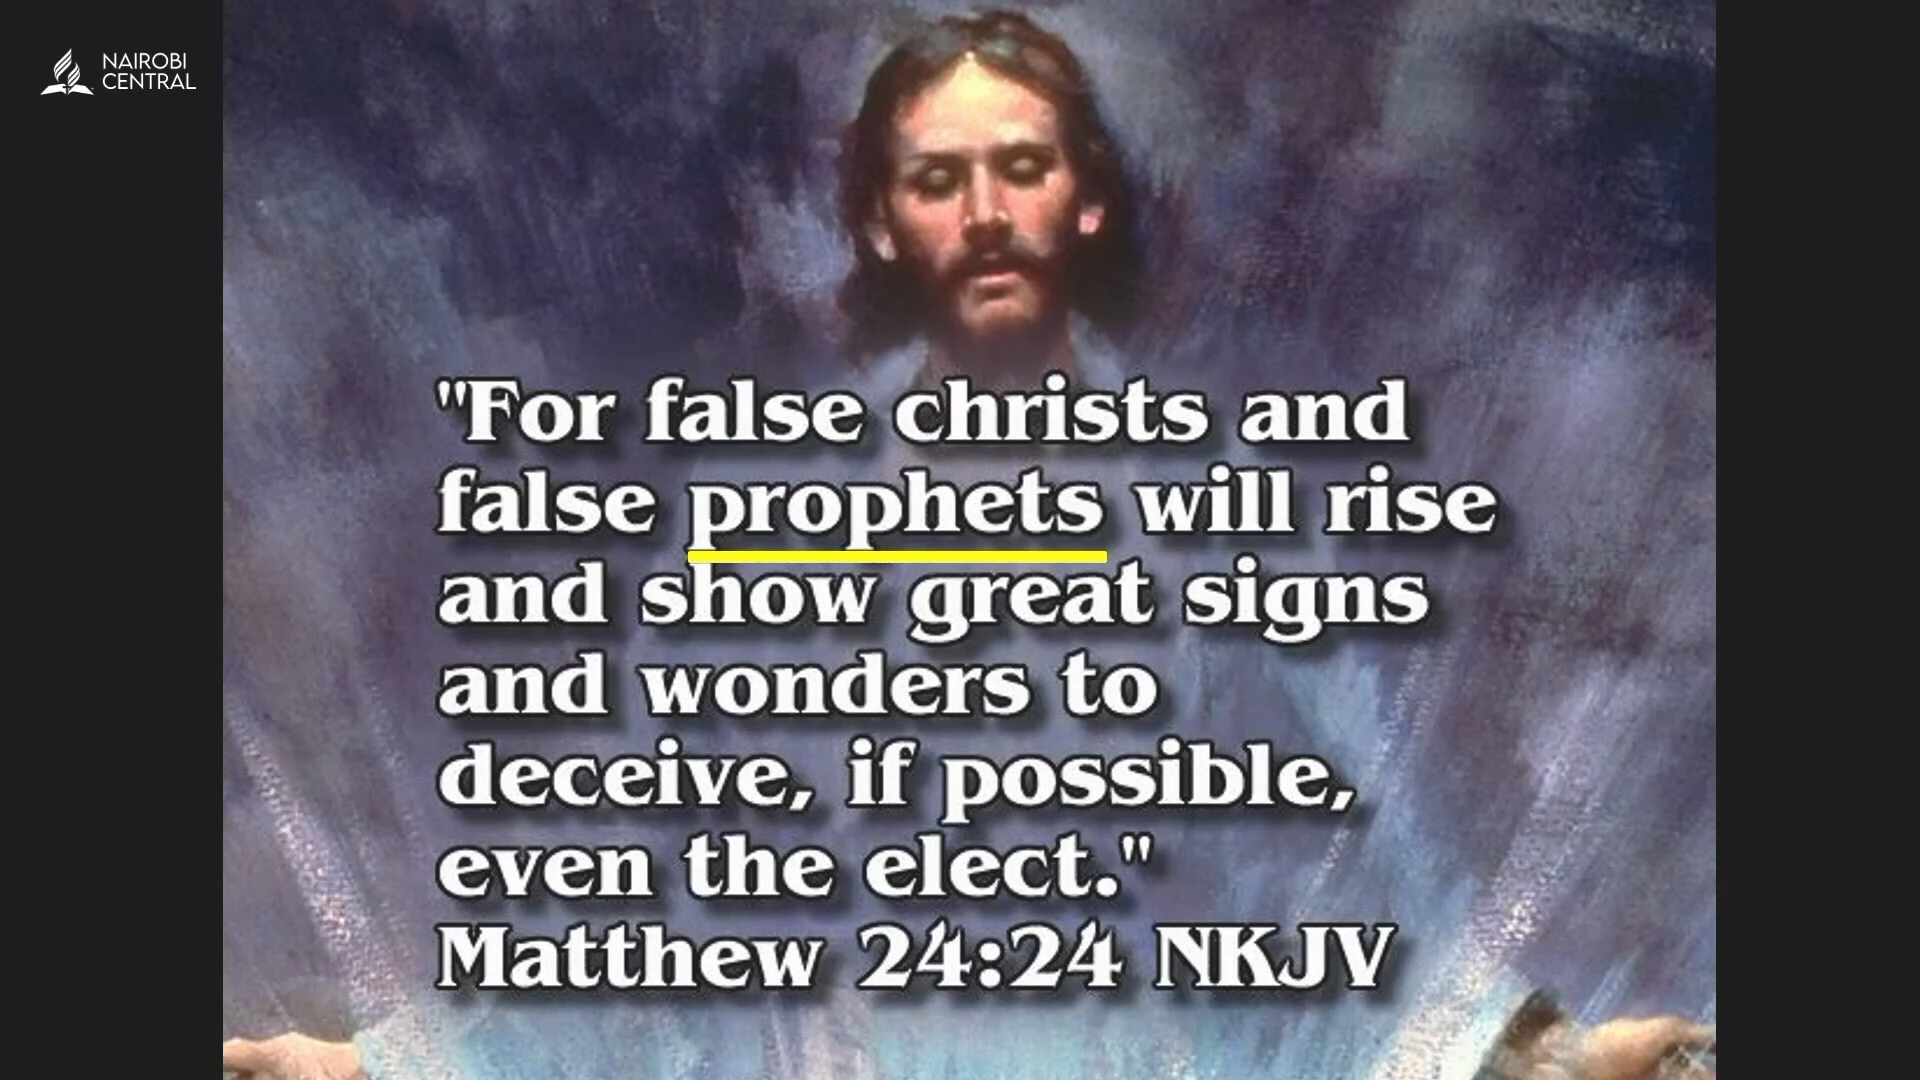 NAIROBI
CENTRAL
"For false christs and
false prophets will rise
and show great signs
and wonders to
deceive, if possible,
even the elect."
Matthew 24:24 NKJV